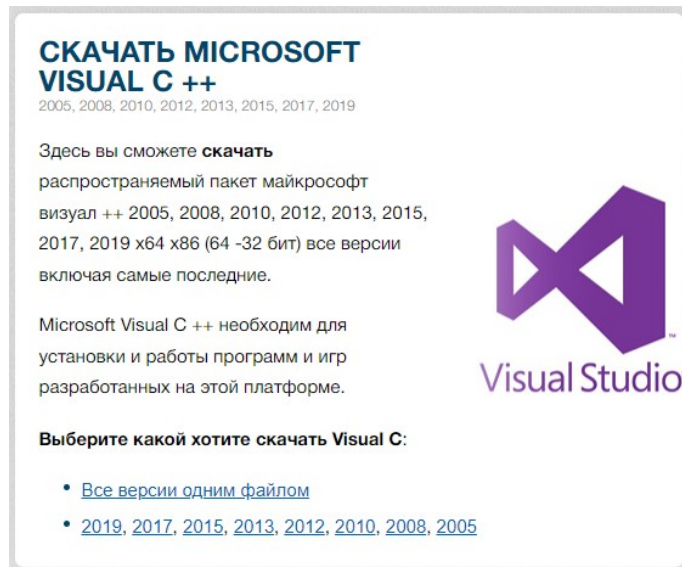 СКАЧАТЬ MICROSOFT
VISUAL C ++
2005, 2008, 2010, 2012, 2013, 2015, 2017, 2019
Здесь вы сможете скачать
распространяемый пакет майкрософт
визуал ++ 2005, 2008, 2010, 2012, 2013, 2015,
2017, 2019 x64 x86 (64 -32 бит) все версии
включая самые последние.
Microsoft Visual C ++ необходим для
установки и работы программ и игр
разработанных на этой платформе.
Visual Studio
Выберите какой хотите скачать Visual C:
• Все версии одним файлом
• 2019, 2017, 2015, 2013, 2012, 2010, 2008, 2005